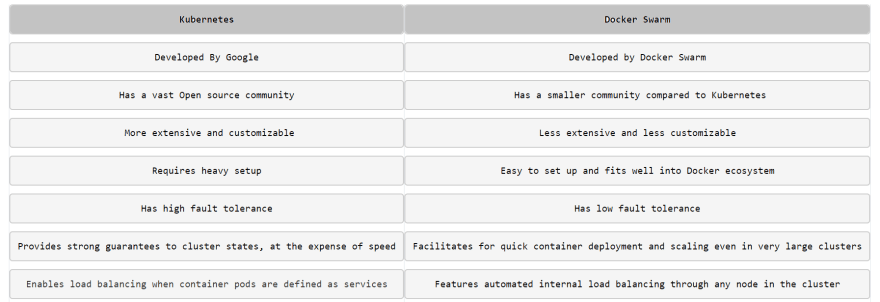 Kubernetes Docker Swarm
Developed By Google Developed by Docker Swarm
Has a vast Open source community Has a smaller community compared to Kubernetes
More extensive and customizable Less extensive and less customizable
Requires heavy setup Easy to set up and fits well into Docker ecosystem
Has high fault tolerance Has low fault tolerance
Provides strong guarantees to cluster states, at the expense of speed Facilitates for quick container deployment and scaling even in very large clusters
Enables load balancing when container pods are defined as services Features automated internal load balancing through any node in the cluster